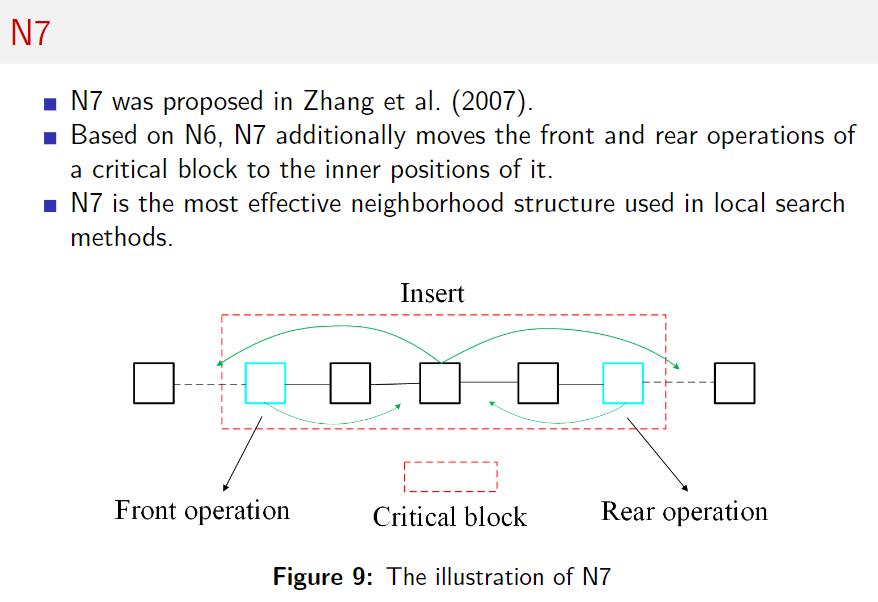 N7
N7 was proposed in Zhang et al. (2007).
Based on N6, N7 additionally moves the front and rear operations of
a critical block to the inner positions of it.
N7 is the most effective neighborhood structure used in local search
methods.
Insert
Front operation
Critical block
Rear operation
Figure 9: The illustration of N7